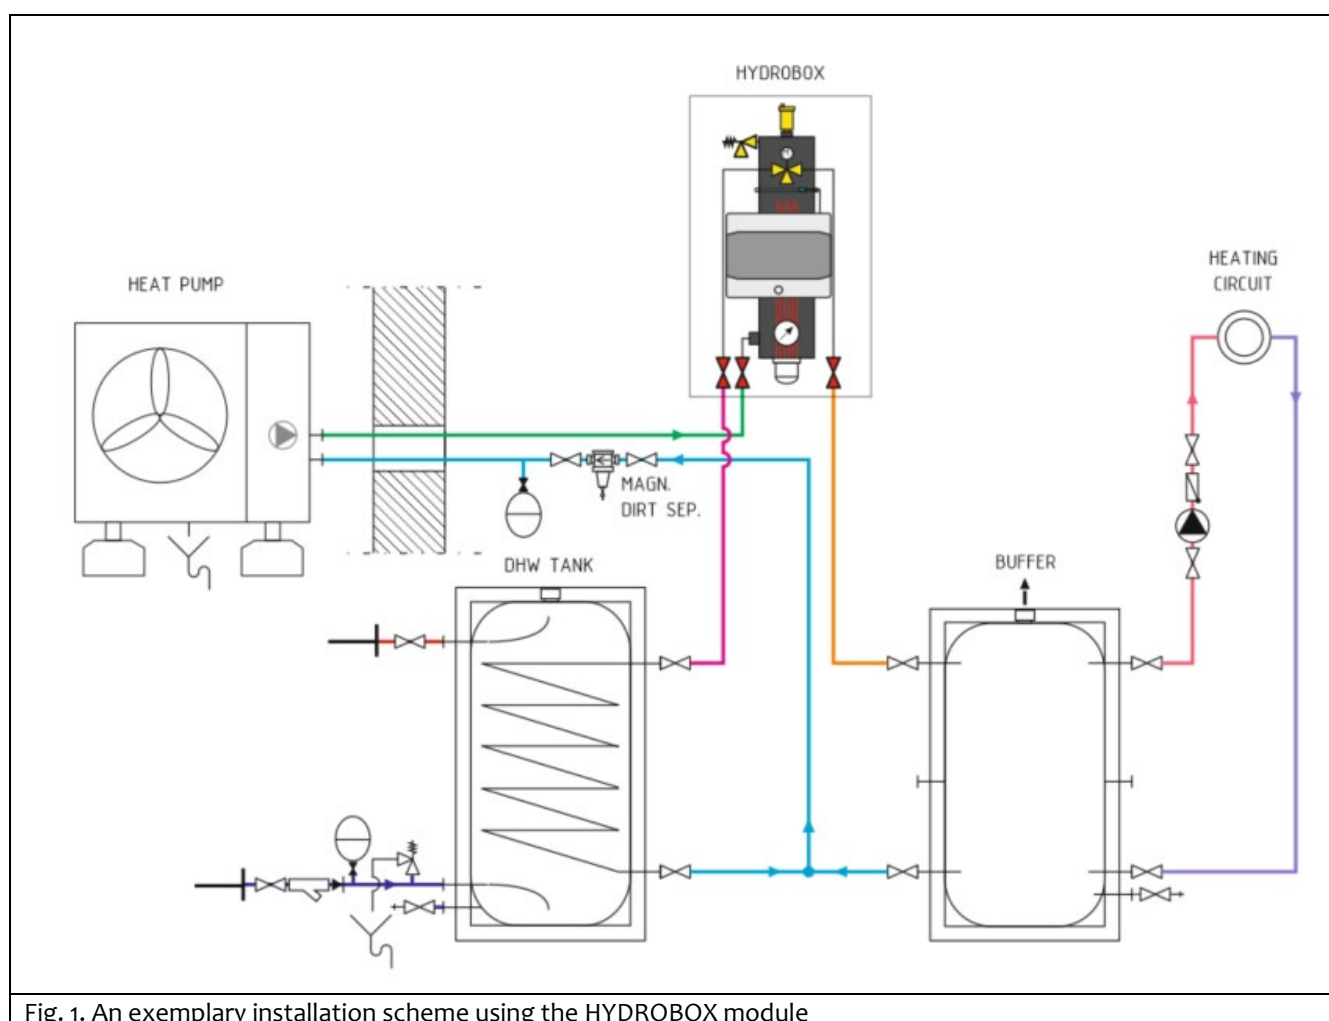 HYDROBOX
HEAT PUMP
HEATING
CIRCUIT
MAGN.
DIRT SEP.
DHW TANK
BUFFER
Fig. 1. An exemplary installation scheme using the HYDROBOX module